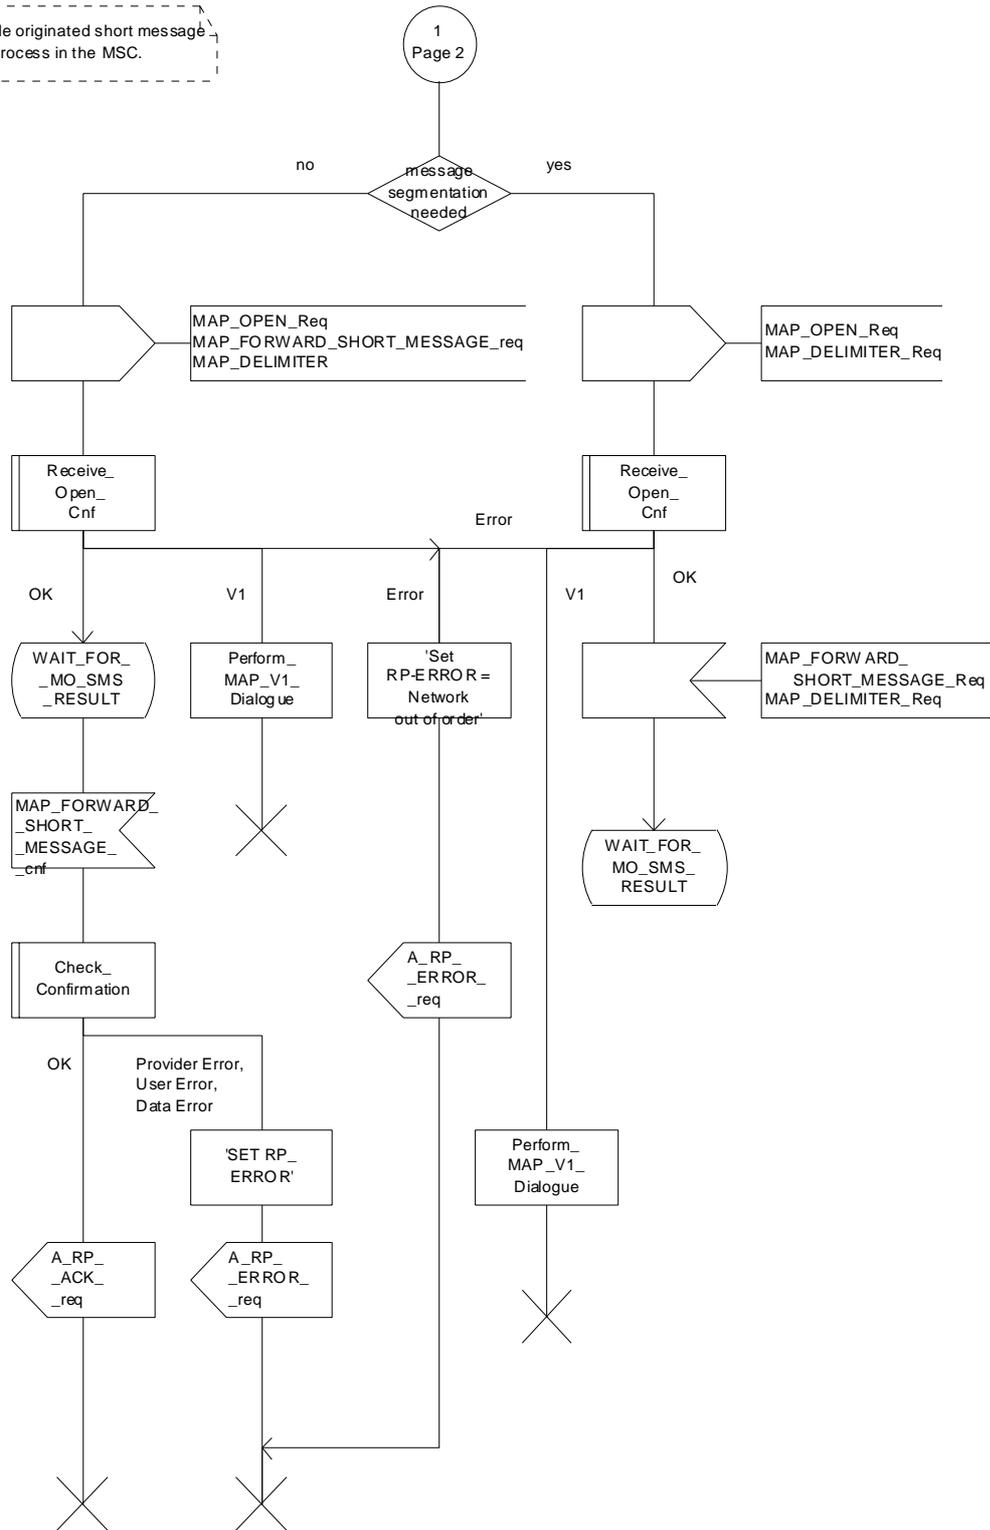 le originated short message
rocess in the MSC.
1
Page 2
no
message
segmentation
needed
yes
MAP_OPEN_Req
MAP_FORWARD_SHORT_MESSAGE_req
MAP_DELIMITER
MAP_OPEN_Req
MAP_DELIMITER_Req
Receive_
Open_
Cnf
Receive_
Open_
Cnf
Error
OK
V1
Error
V1
OK
WAIT_FOR_
_MO_SMS
_RESULT
Perform_
MAP_V1_
Dialogue
'Set
RP-ERROR =
Network
out of order'
MAP_FORWARD_
SHORT_MESSAGE_Req
MAP_DELIMITER_Req
MAP_FORWARD_
_SHORT_
_MESSAGE_
_cnf
WAIT_FOR_
MO_SMS_
RESULT
Check_
Confirmation
A_RP_
_ERROR_
_req
OK
Provider Error,
User Error,
Data Error
'SET RP_
ERROR'
Perform_
MAP_V1_
Dialogue
A_RP_
_ACK_
_req
A_RP_
_ERROR_
_req